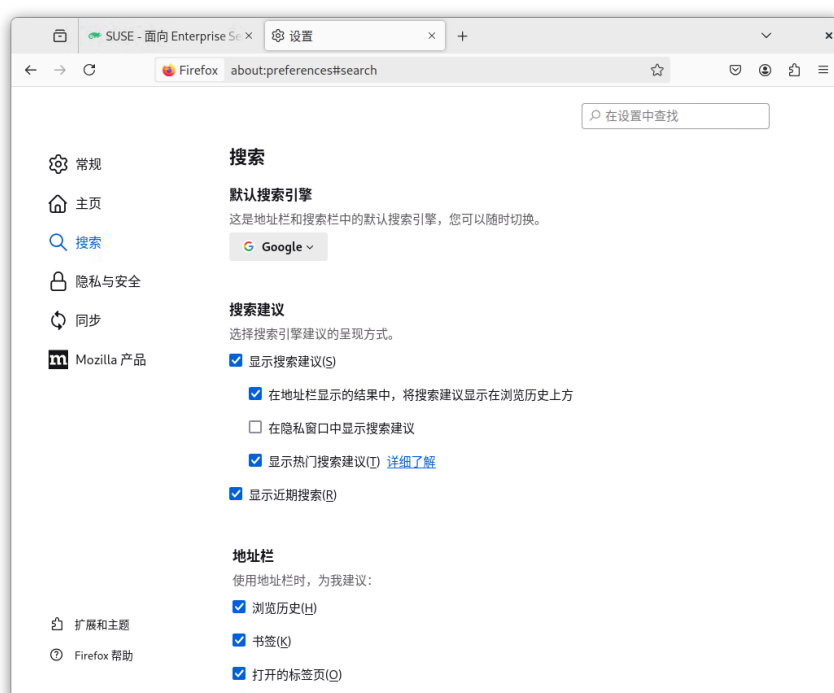 SUSE - 面向 Enterprise Se
设置
Firefox
about:preferences#search
在设置中查找
常规
主页
搜索
隐私与安全
同步
Mozilla 产品
扩展和主题
Firefox 帮助
搜索
默认搜索引擎
这是地址栏和搜索栏中的默认搜索引擎，您可以随时切换。
Google
搜索建议
选择搜索引擎建议的呈现方式。
显示搜索建议(S)
在地址栏显示的结果中，将搜索建议显示在浏览历史上方
在隐私窗口中显示搜索建议
显示热门搜索建议(T) 详细了解
显示近期搜索(R)
地址栏
使用地址栏时，为我建议：
浏览历史(H)
书签(K)
打开的标签页(O)